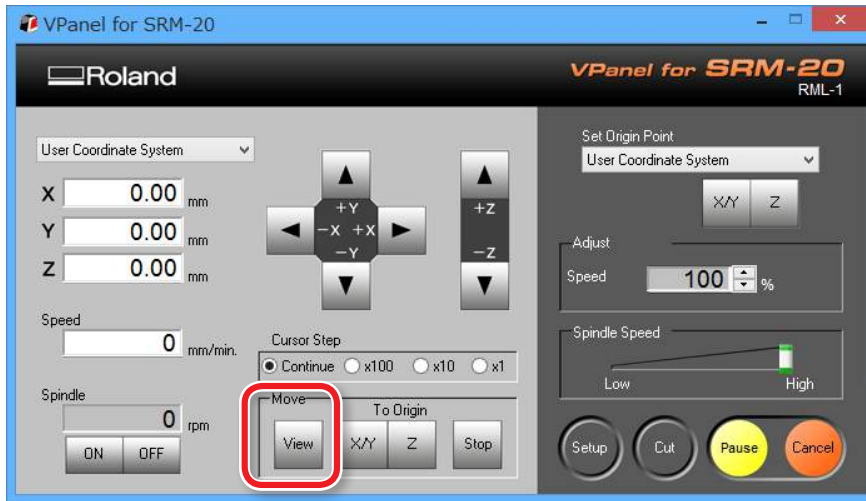 VPanel for SRM-20
Roland
VPanel for SRM-20
RML-1
User Coordinate System
X 0.00 mm
Y 0.00 mm
Z 0.00 mm
Speed
0 mm/min.
Spindle
0 rpm
ON OFF
+Y
-X +X
-Y
+Z
-Z
Cursor Step
Continue x100 x10 x1
Move
To Origin
View X/Y Z Stop
Set Origin Point
User Coordinate System
X/Y Z
Adjust
Speed 100 %
Spindle Speed
Low High
Setup Cut Pause Cancel